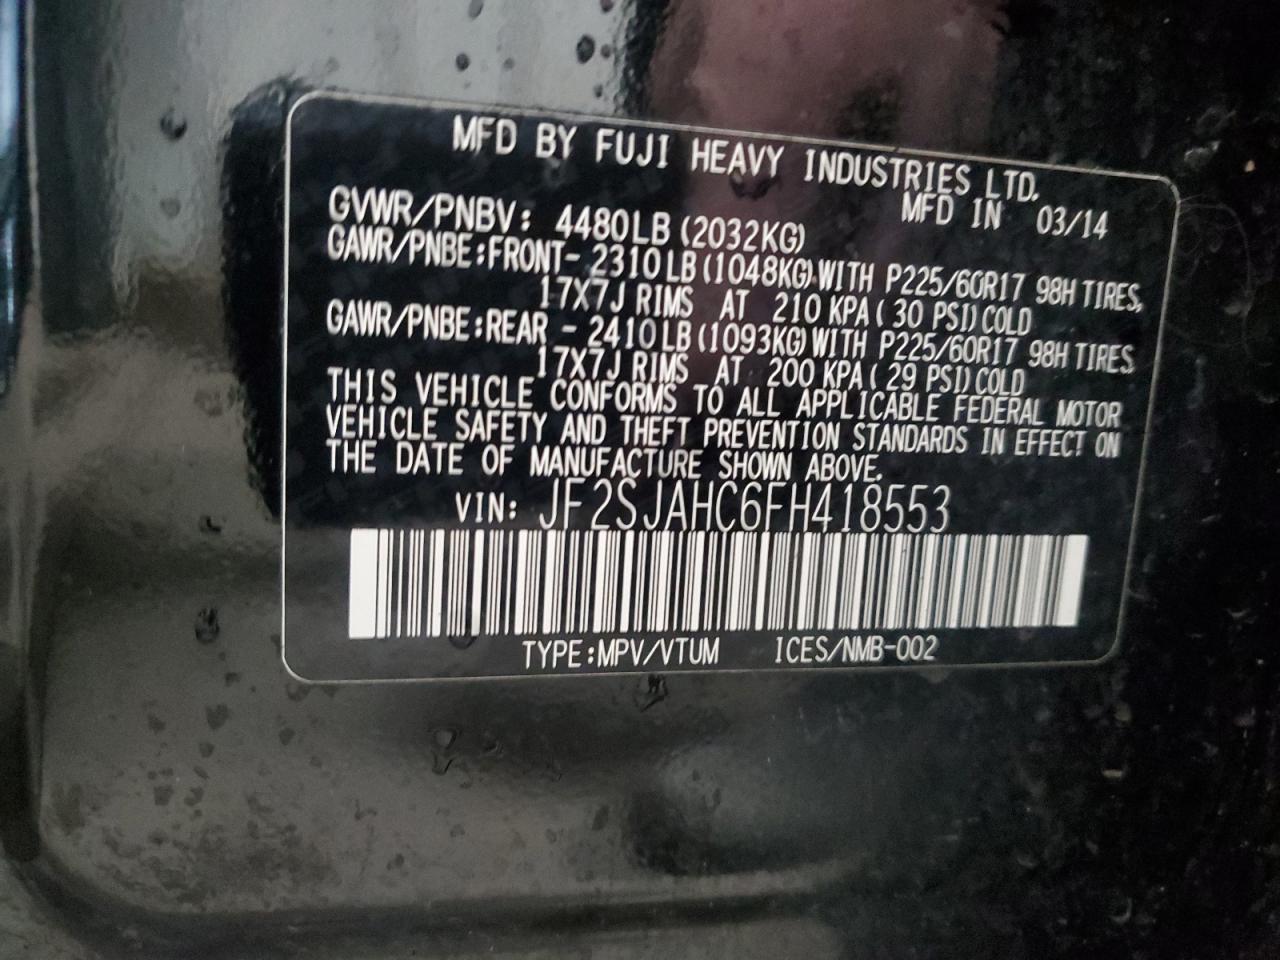 MFD BY FUJI HEAVY INDUSTRIES LTD.
MFD IN 03/14
GVWR/PNBV: 4480LB (2032KG)
GAWR/PNBE:FRONT- 2310LB(1048KG)WITH P225/60R17 98H TIRES,
17X7J RIMS AT 210 KPA( 30 PSI)COLD
GAWR/PNBE:REAR - 2410LB(1093KG)WITH P225/60R17 98H TIRES
17X7J RIMS AT 200 KPA( 29 PSI)COLD
THIS VEHICLE CONFORMS TO ALL APPLICABLE FEDERAL MOTOR
VEHICLE SAFETY AND THEFT PREVENTION STANDARDS IN EFFECT ON
THE DATE OF MANUFACTURE SHOWN ABOVE.
VIN: JF2SJAHC6FH418553
TYPE:MPV/VTUM ICES/NMB-002